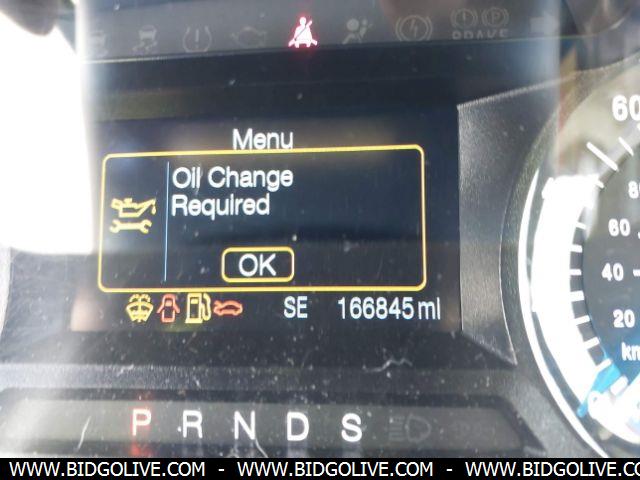 BRAKE
60
Menu
Oil Change
Required
OK
SE 166845 mi
80
60
40
20
km
P R N D S
WWW.BIDGOLIVE.COM - WWW.BIDGOLIVE.COM - WWW.BIDGOLIVE.COM